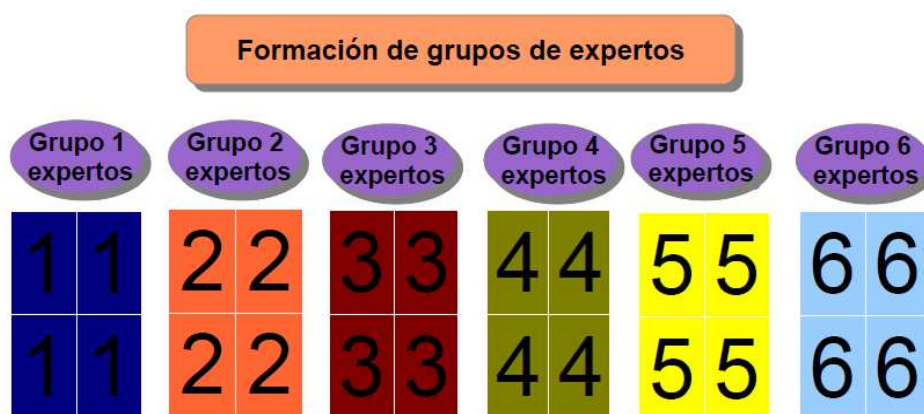 Formación de grupos de expertos
Grupo 1
expertos
Grupo 2
expertos
Grupo 3
expertos
Grupo 4
expertos
Grupo 5
expertos
Grupo 6
expertos
1 1 2 2 3 3 4 4 5 5 6 6
1 1 2 2 3 3 4 4 5 5 6 6